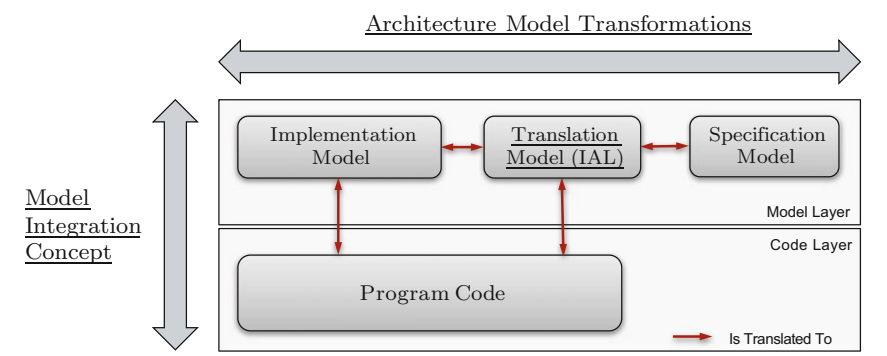 Architecture Model Transformations
Implementation
Model
Translation
Model (IAL)
Specification
Model
Model
Integration
Concept
Model Layer
Code Layer
Program Code
Is Translated To